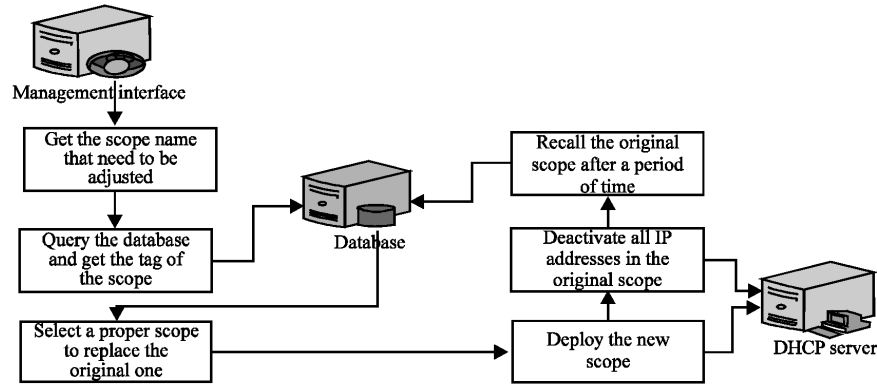 Management interface
Get the scope name
that need to be
adjusted
Query the database
and get the tag of
the scope
Database
Select a proper scope
to replace the
original one
Recall the original
scope after a period
of time
Deactivate all IP
addresses in the
original scope
Deploy the new
scope
DHCP server